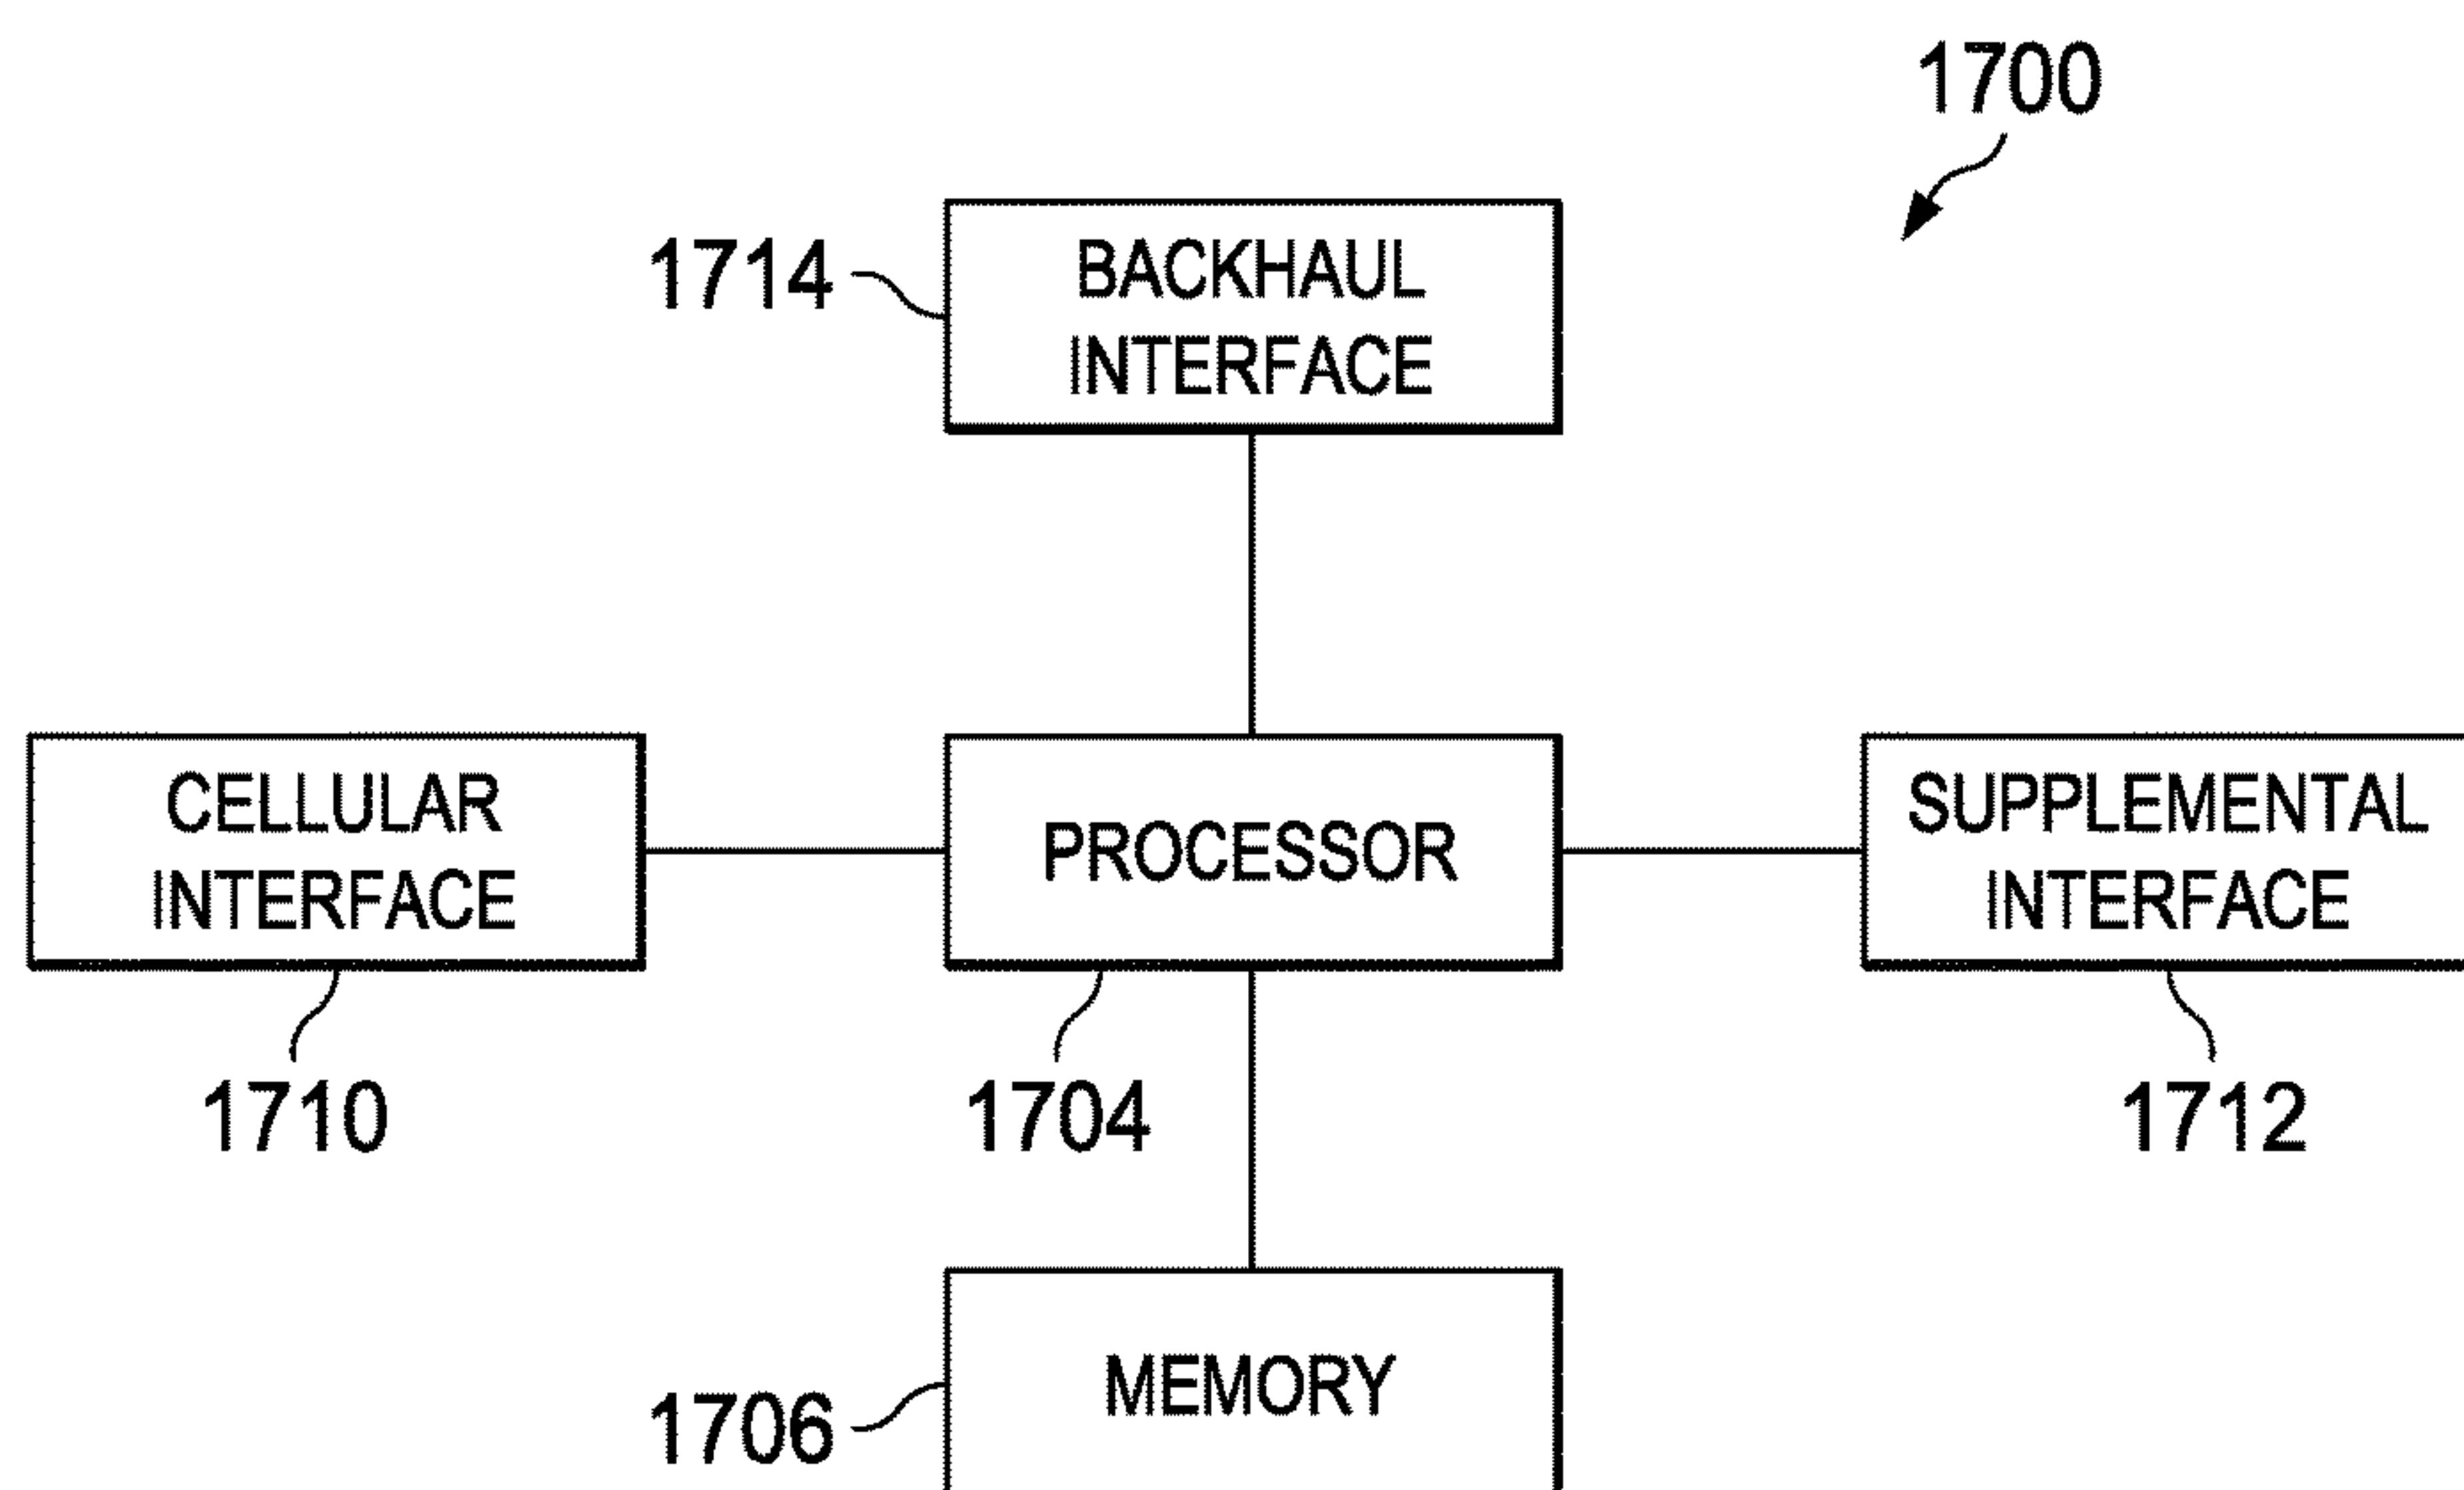 1700
1714
BACKHAUL
INTERFACE
CELLULAR
INTERFACE
PROCESSOR
SUPPLEMENTAL
INTERFACE
1710
1704
1712
MEMORY
1706